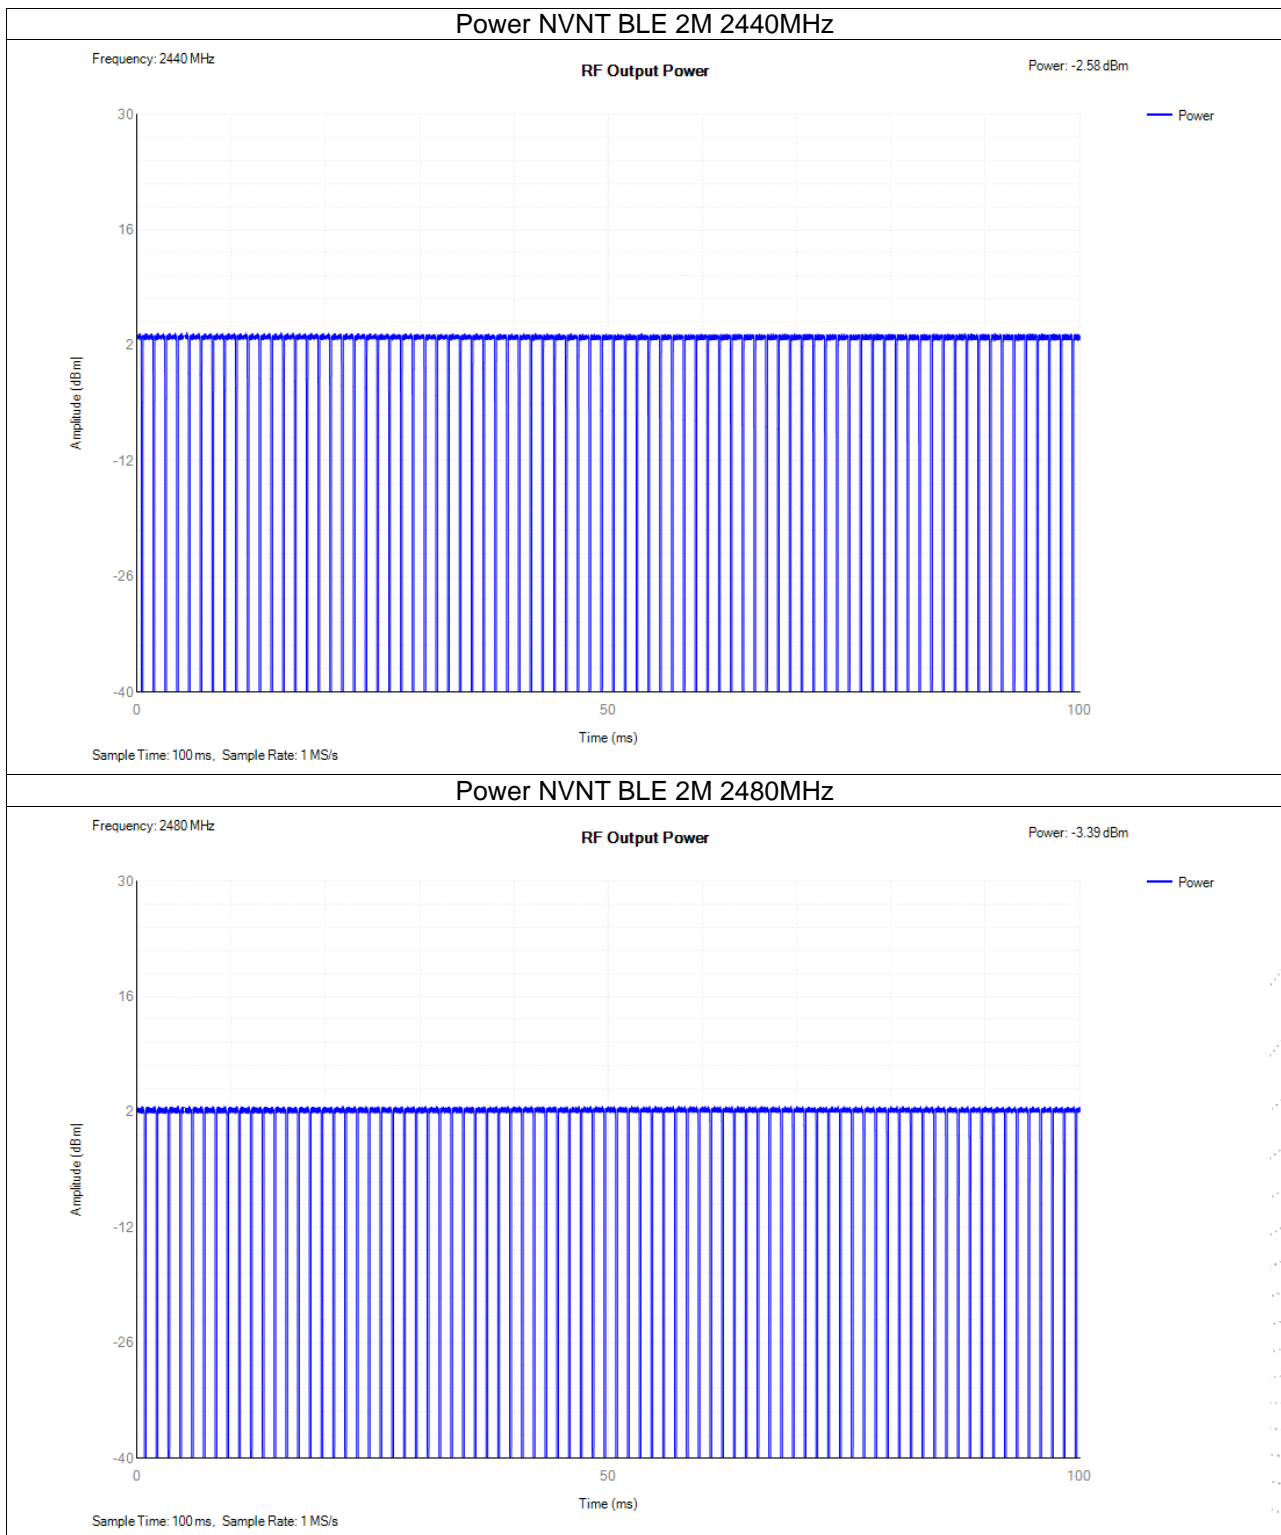 Power NVNT BLE 2M 2440MHz
Frequency: 2440 MHz
RF Output Power
Power: -2.58 dBm
Power
30
16
2
-12
-26
-40
Amplitude (dBm)
0 50 100
Time (ms)
Sample Time: 100 ms, Sample Rate: 1 MS/s
Power NVNT BLE 2M 2480MHz
Frequency: 2480 MHz
RF Output Power
Power: -3.39 dBm
Power
30
16
2
-12
-26
-40
Amplitude (dBm)
0 50 100
Time (ms)
Sample Time: 100 ms, Sample Rate: 1 MS/s